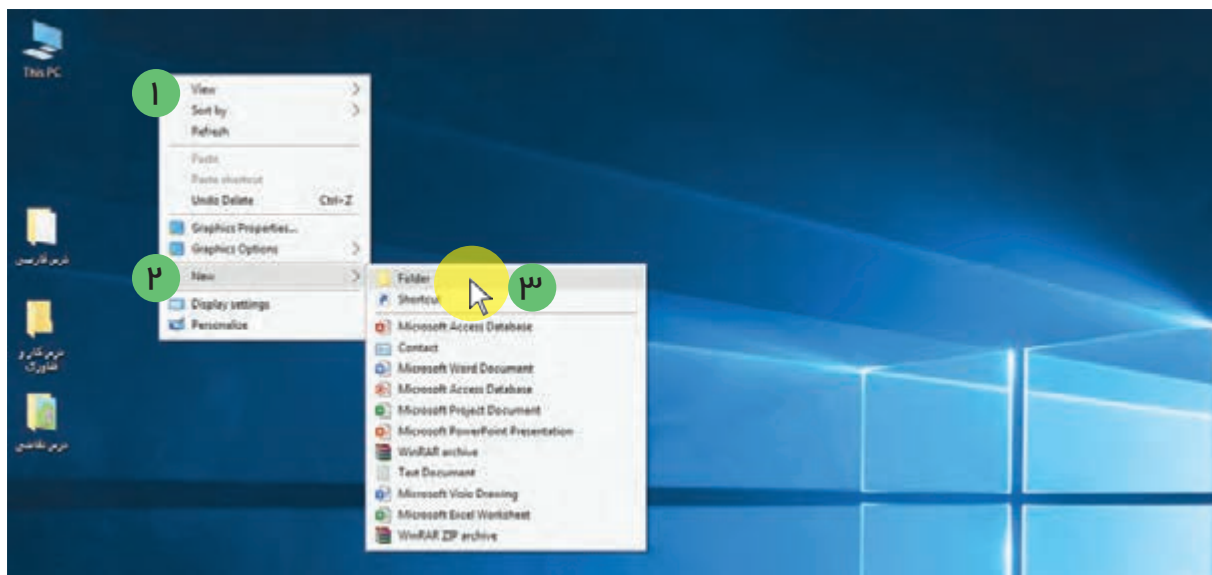 This PC
درس فارسی
درس کار و
فناوری
درس نقاشی
۱
View
Sort by
Refresh
Paste
Paste shortcut
Undo Delete Ctrl+Z
Graphics Properties...
Graphics Options
۲
New
Display settings
Personalize
Folder
۳
Shortcut
Microsoft Access Database
Contact
Microsoft Word Document
Microsoft Access Database
Microsoft Project Document
Microsoft PowerPoint Presentation
WinRAR archive
Text Document
Microsoft Visio Drawing
Microsoft Excel Worksheet
WinRAR ZIP archive